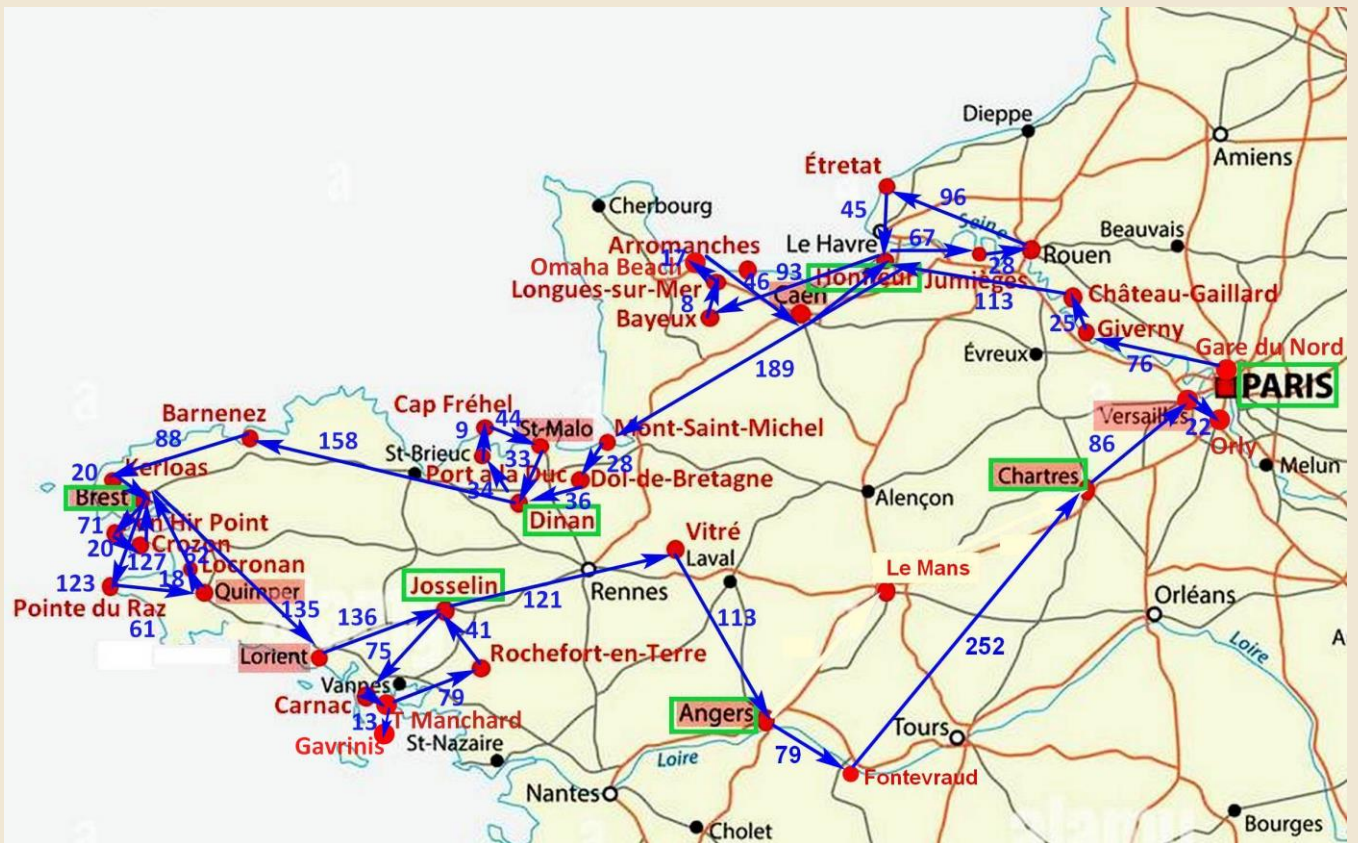 Dieppe
Amiens
Étretat
96
45
Cherbourg
Seine
Beauvais
Le Havre
67
Rouen
28
Arromanches
17
Omaha Beach
93
Honfleur
Jumièges
Longues-sur-Mer
46
Caen
113
Château-Gaillard
8
Bayeux
25
Giverny
Évreux
76
Gare du Nord
189
PARIS
Cap Fréhel
44
Barnenez
9
St-Malo
Mont-Saint-Michel
Versailles
22
Orly
88
158
St-Brieuc
33
28
86
Melun
20
Kerloas
Port a la Duc
Dol-de-Bretagne
Chartres
Brest
34
36
Alençon
71
n Hir Point
Dinan
20
Crozon
Vitré
127
Locronan
Laval
Le Mans
123
18
Quimper
Josselin
Rennes
Orléans
Pointe du Raz
61
135
136
121
113
Loire
Lorient
75
41
Rochefort-en-Terre
252
Vannes
Carnac
79
13
T Manchard
Angers
Gavrinis
St-Nazaire
Tours
Loire
79
Fontevraud
Nantes
Cholet
Bourges